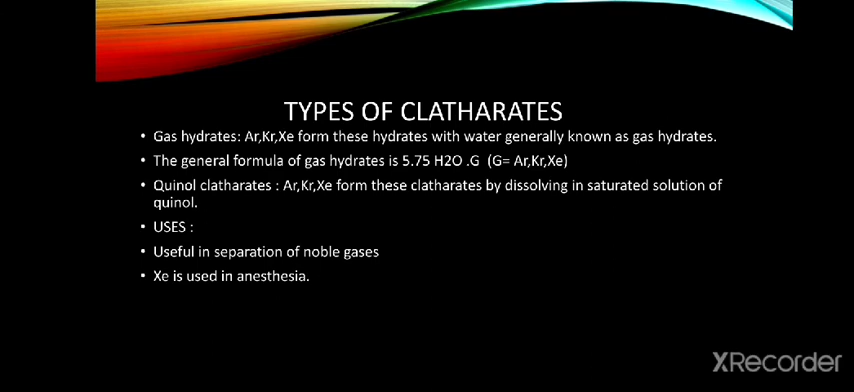 TYPES OF CLATHARATES
• Gas hydrates: Ar,Kr,Xe form these hydrates with water generally known as gas hydrates.
• The general formula of gas hydrates is 5.75 H2O .G (G= Ar,Kr,Xe)
• Quinol clatharates : Ar,Kr,Xe form these clatharates by dissolving in saturated solution of
quinol.
• USES :
• Useful in separation of noble gases
• Xe is used in anesthesia.
XRecorder